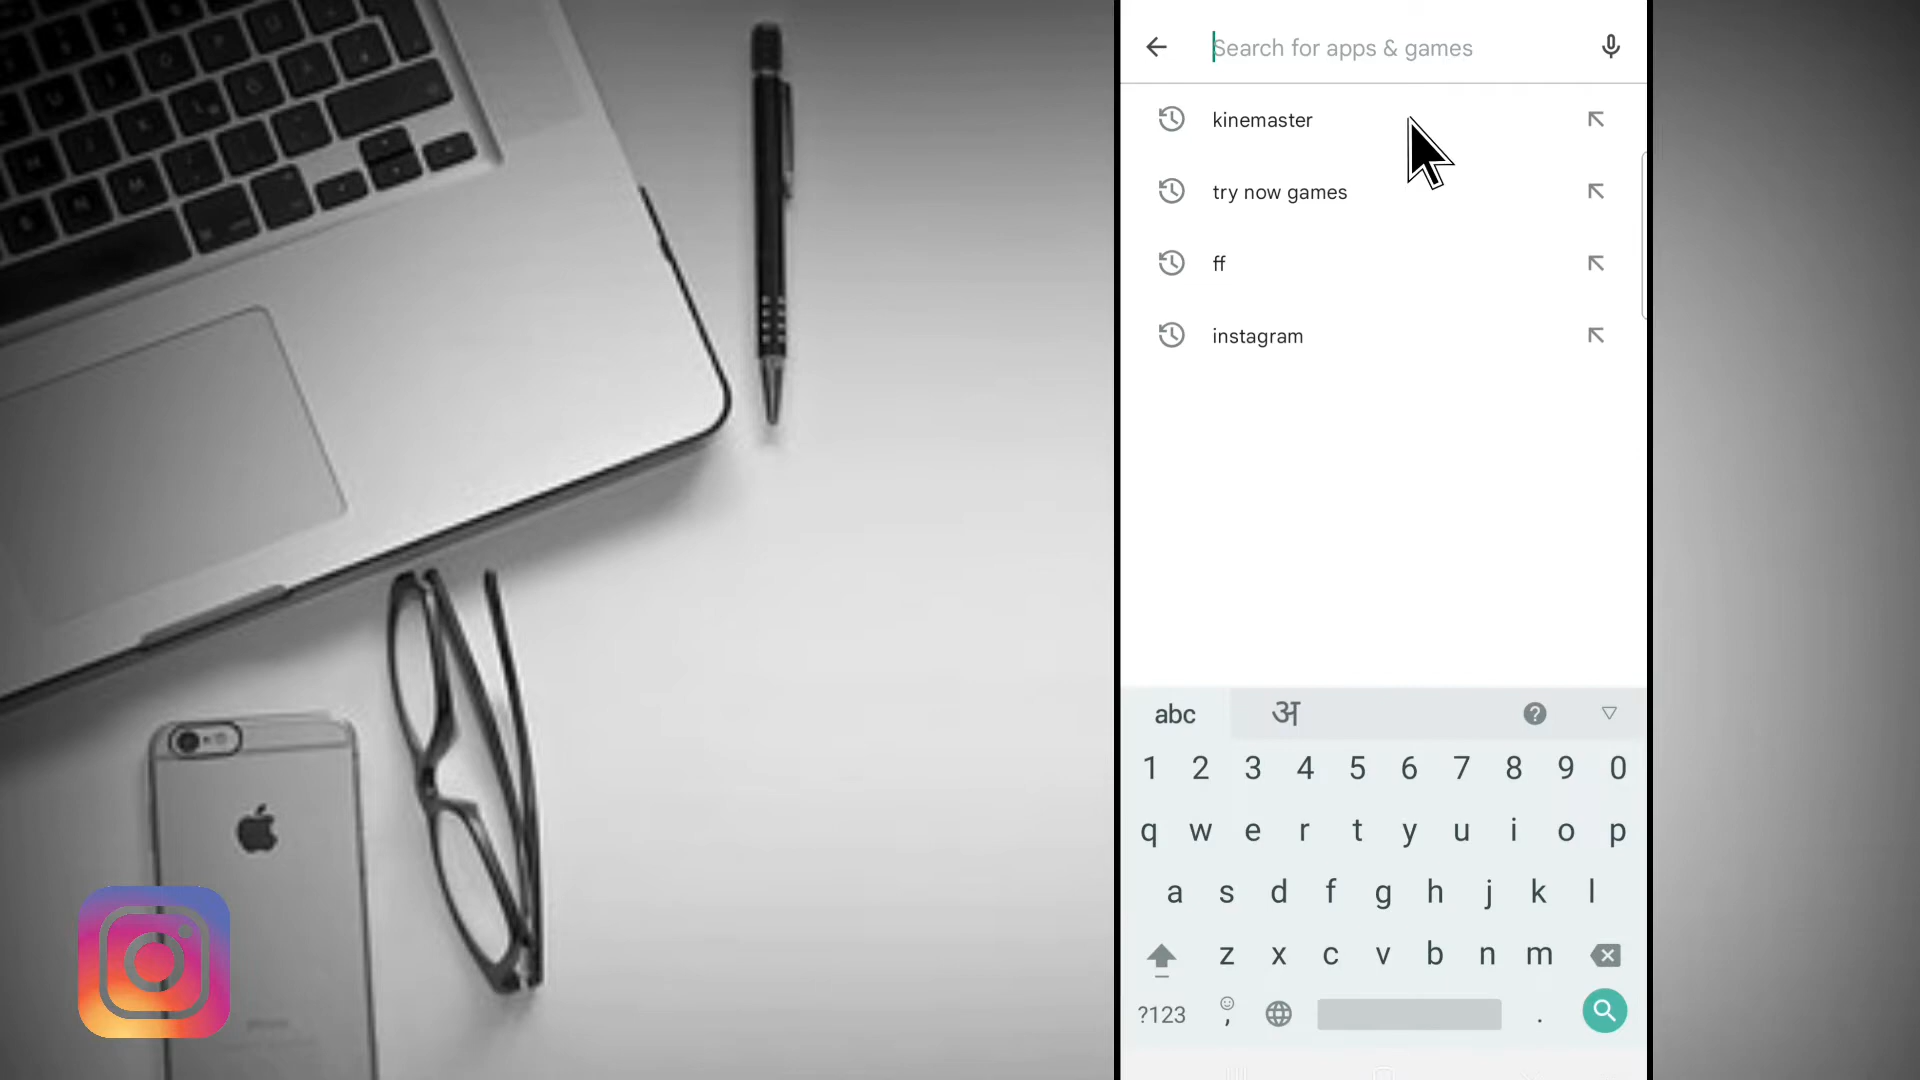 Search for apps & games
kinemaster
try now games
ff
instagram
abc अ ?
1 2 3 4 5 6 7 8 9 0
q w e r t y u i o p
a s d f g h j k l
z x c v b n m
?123 , .